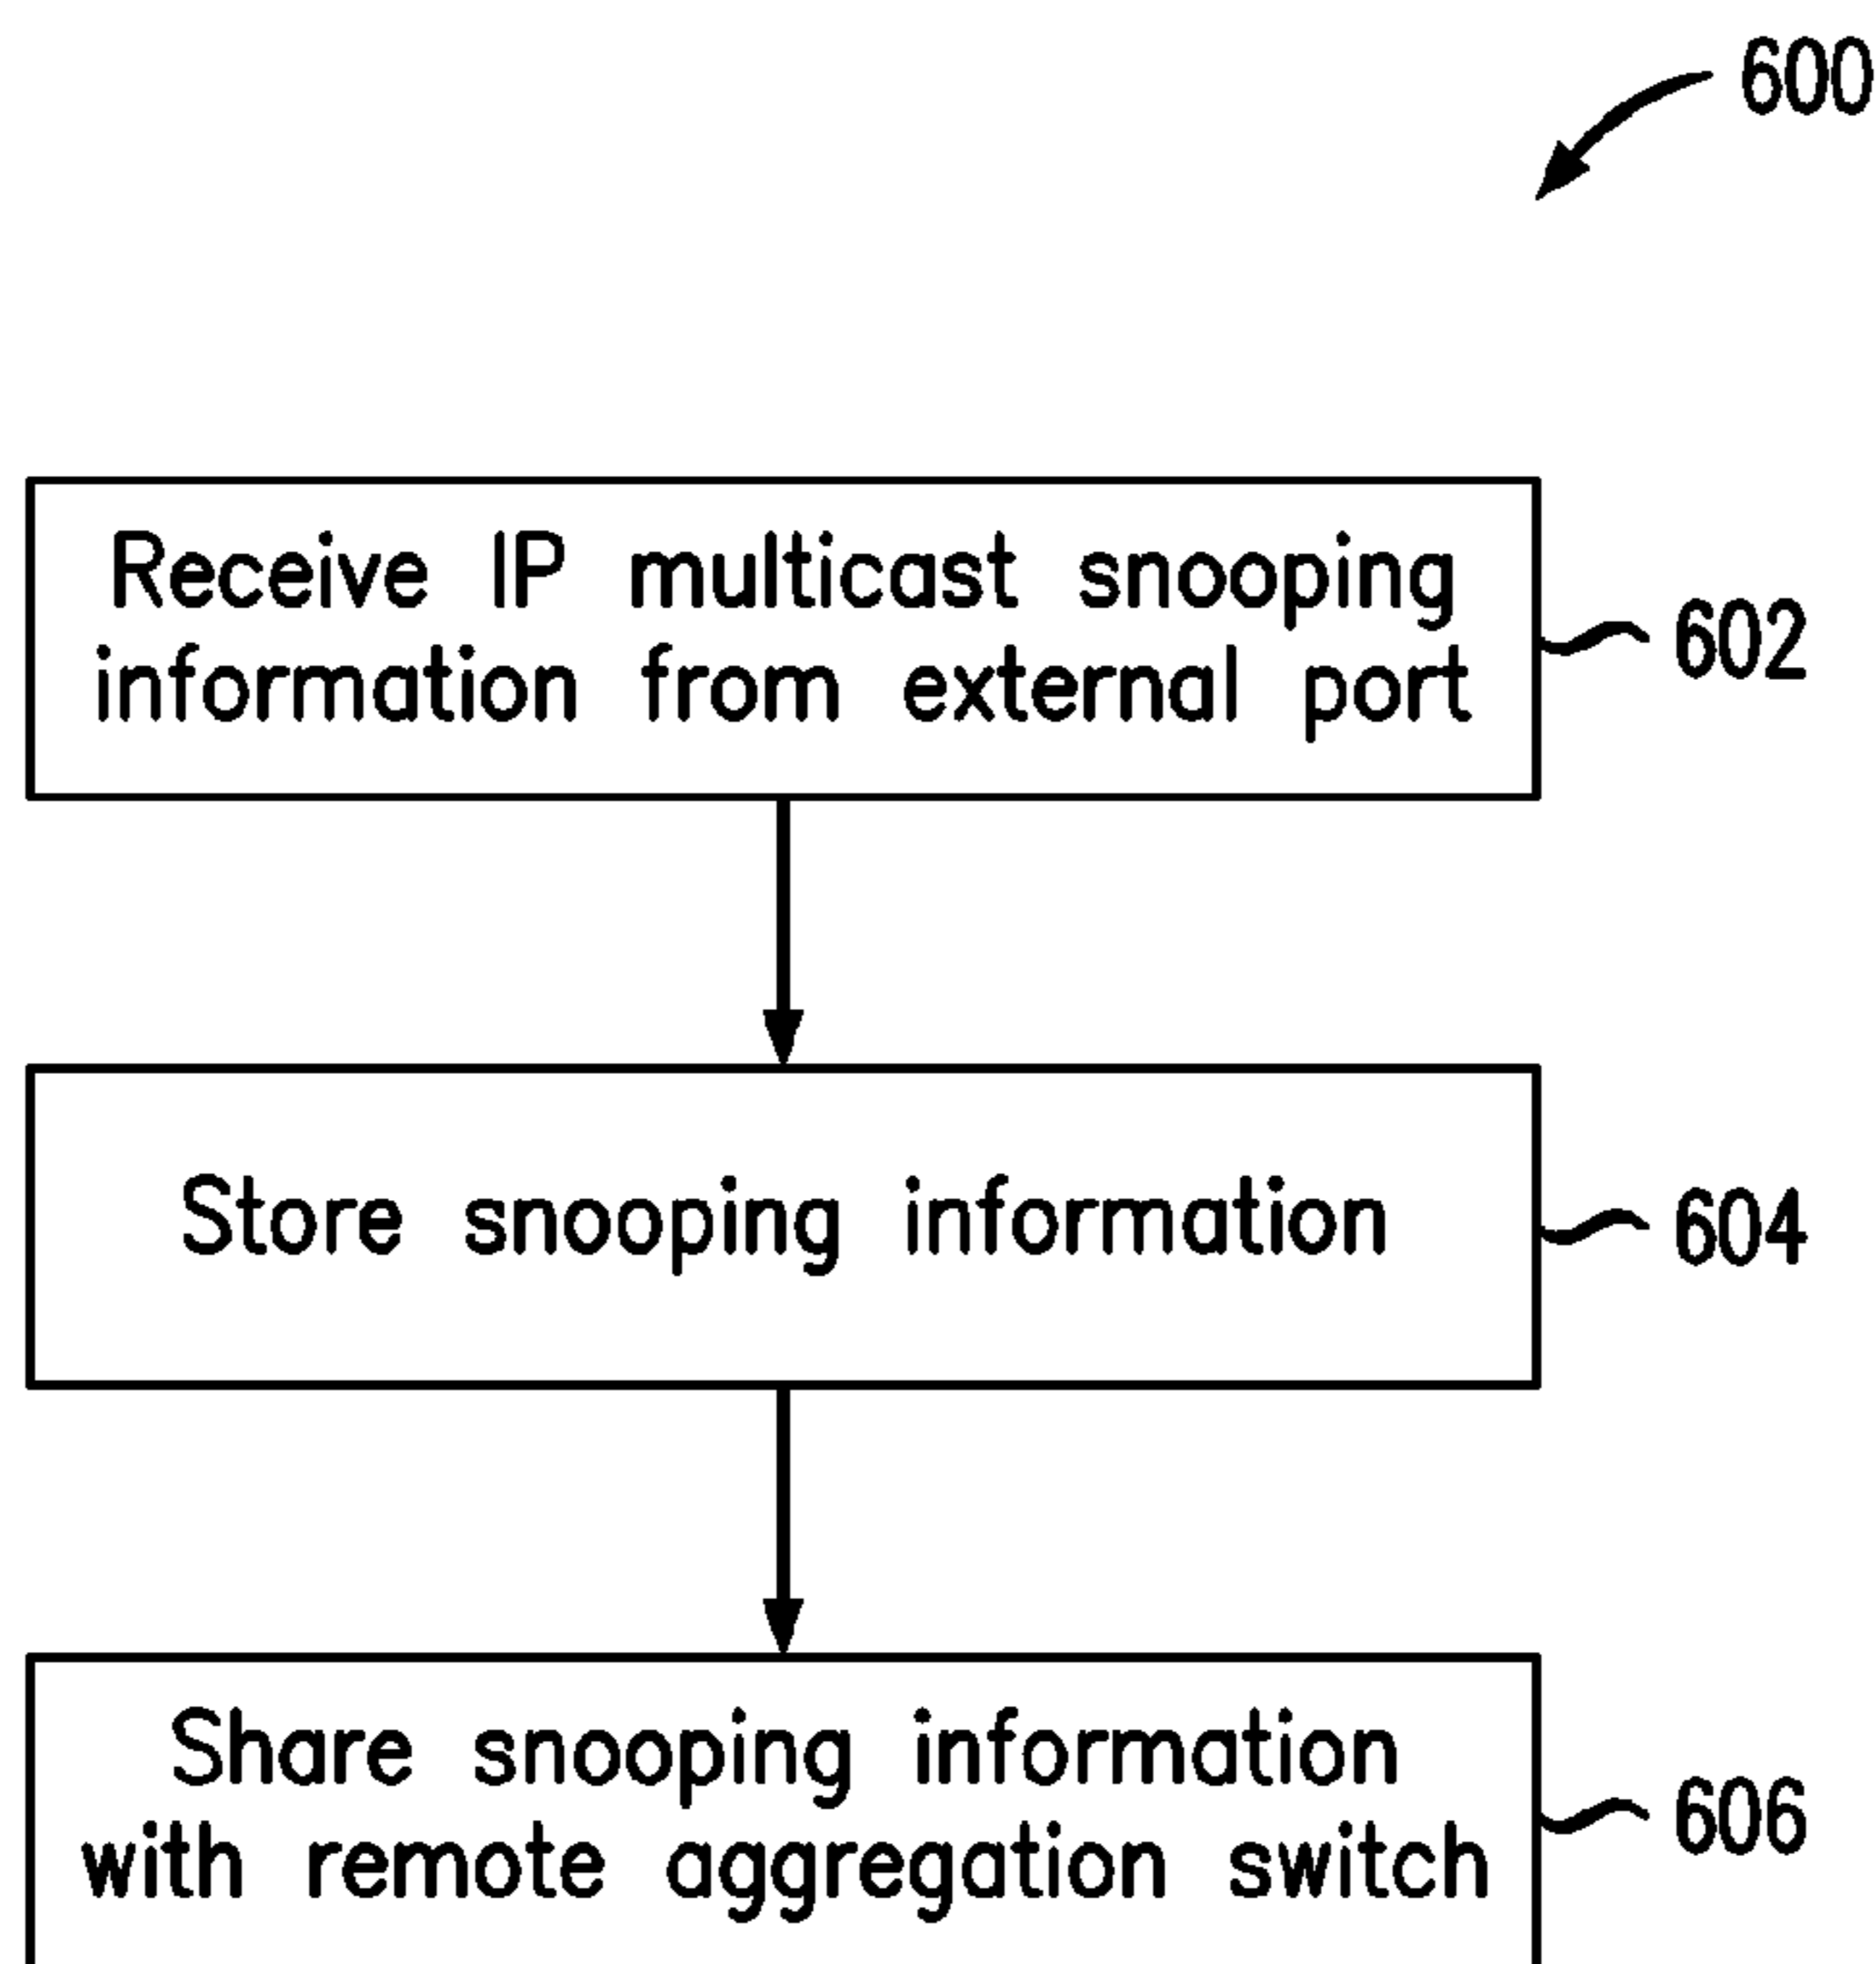 600
Receive IP multicast snooping
information from external port
602
Store snooping information
604
Share snooping information
with remote aggregation switch
606